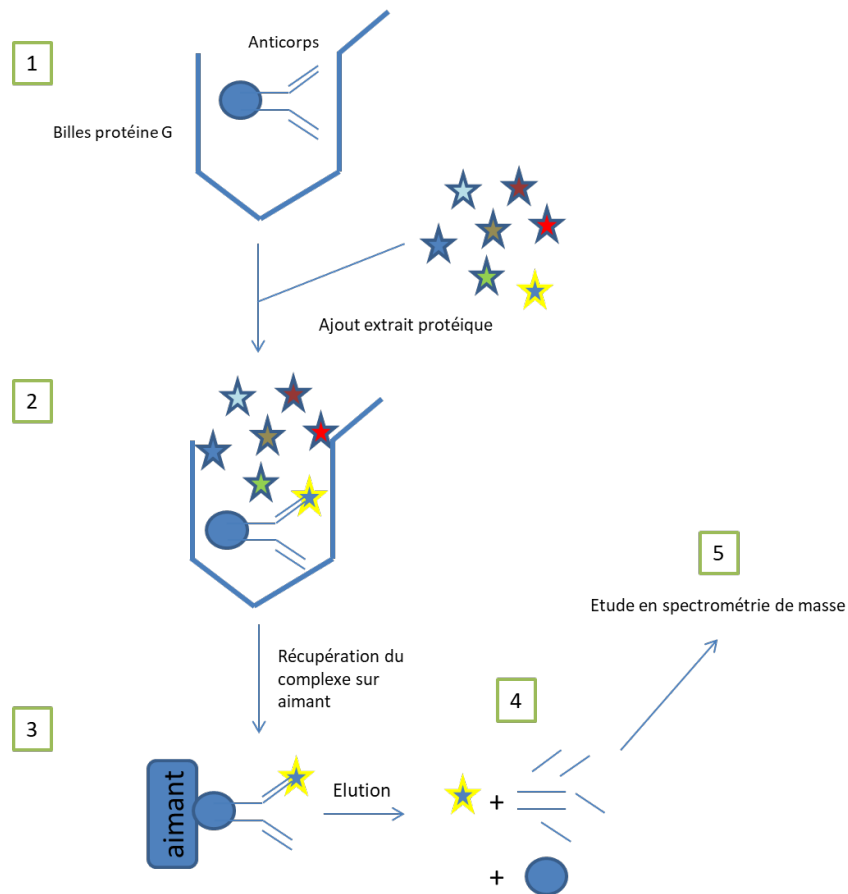 1
Anticorps
Billes protéine G
Ajout extrait protéique
2
Récupération du
complexe sur
aimant
3
aimant
Elution
4
+
+
5
Etude en spectrométrie de masse